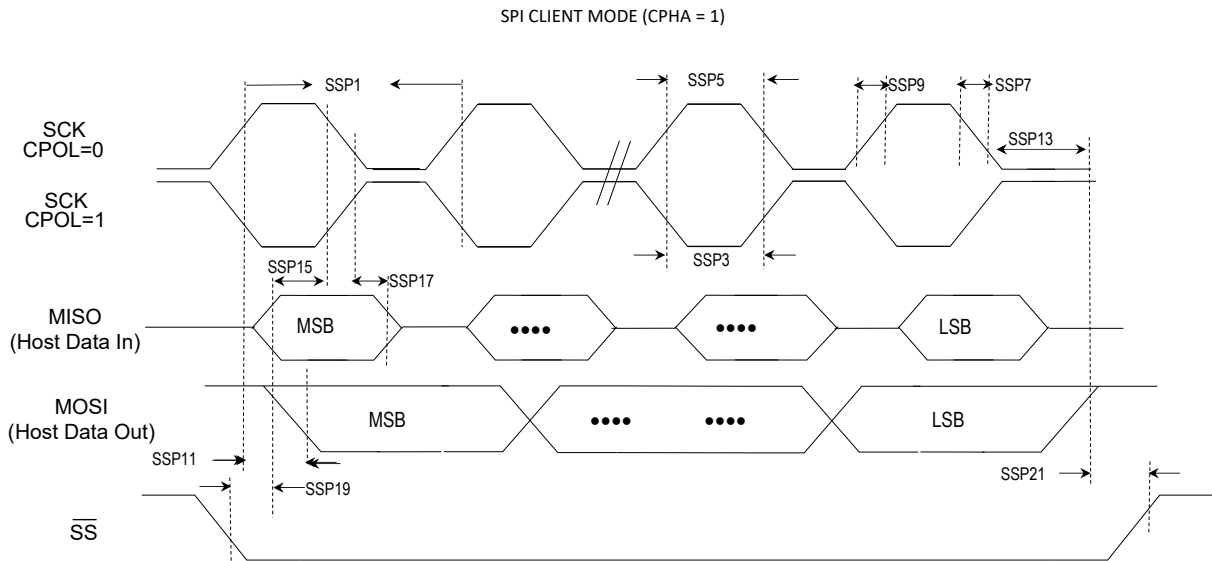 SPI CLIENT MODE (CPHA = 1)
SSP1
SSP5
SSP9
SSP7
SCK
CPOL=0
SSP13
SCK
CPOL=1
SSP3
SSP15
SSP17
MISO
(Host Data In)
MSB
●●●●
●●●●
LSB
MOSI
(Host Data Out)
MSB
●●●●
●●●●
LSB
SSP11
SSP19
SSP21
SS